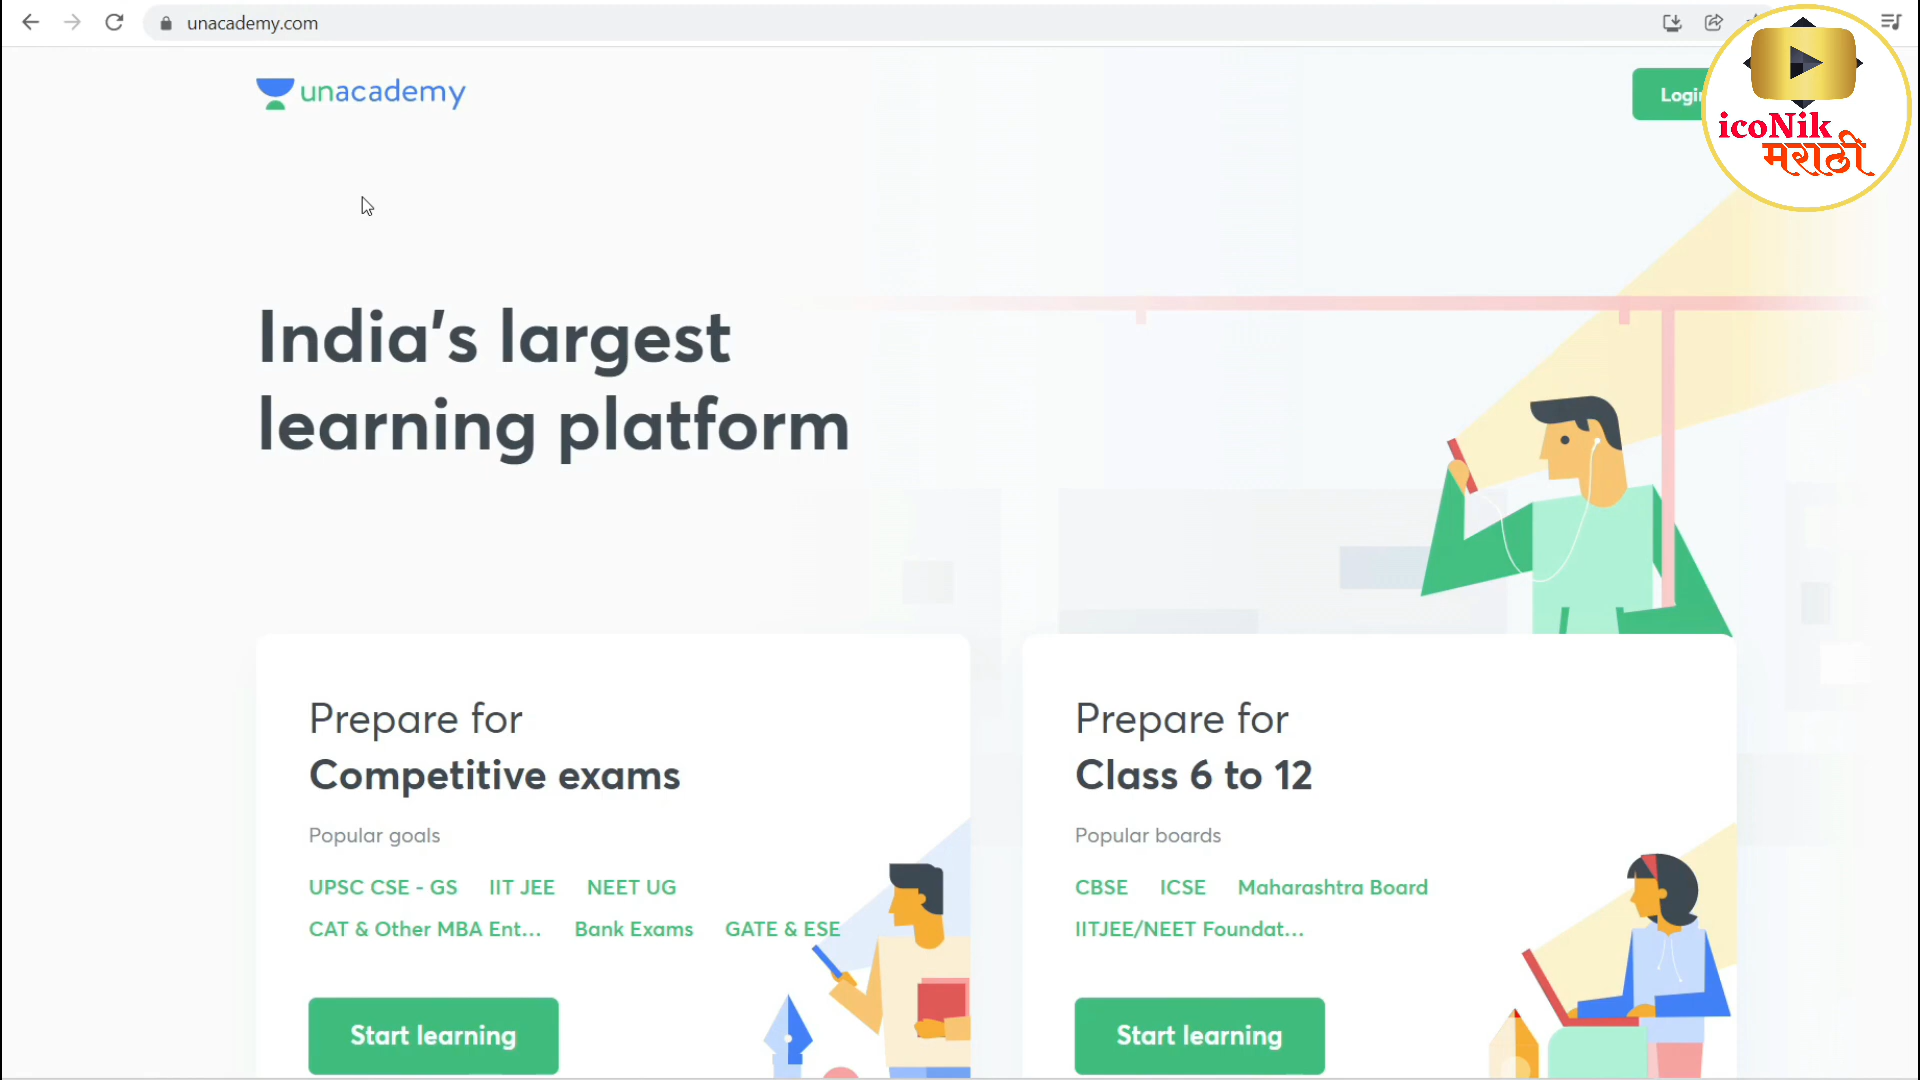 unacademy.com
unacademy
Login
icoNik
मराठी
India's largest
learning platform
Prepare for
Competitive exams
Popular goals
UPSC CSE - GS IIT JEE NEET UG
CAT & Other MBA Ent... Bank Exams GATE & ESE
Start learning
Prepare for
Class 6 to 12
Popular boards
CBSE ICSE Maharashtra Board
IITJEE/NEET Foundat...
Start learning